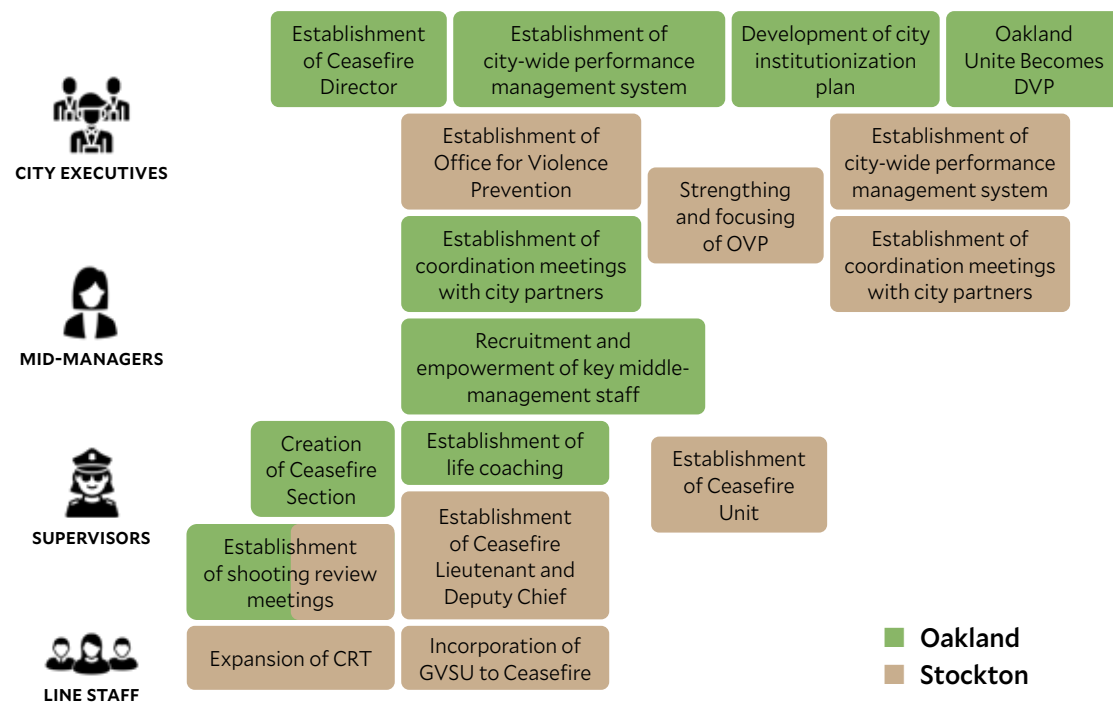 Establishment
of Ceasefire
Director
Establishment of
city-wide performance
management system
Development of city
institutionization
plan
Oakland
Unite Becomes
DVP
CITY EXECUTIVES
Establishment of
Office for Violence
Prevention
Strengthing
and focusing
of OVP
Establishment of
city-wide performance
management system
Establishment of
coordination meetings
with city partners
Establishment of
coordination meetings
with city partners
MID-MANAGERS
Recruitment and
empowerment of key middle-
management staff
Creation
of Ceasefire
Section
Establishment of
life coaching
Establishment
of Ceasefire
Unit
SUPERVISORS
Establishment
of shooting review
meetings
Establishment
of Ceasefire
Lieutenant and
Deputy Chief
Expansion of CRT
Incorporation of
GVSU to Ceasefire
LINE STAFF
Oakland
Stockton